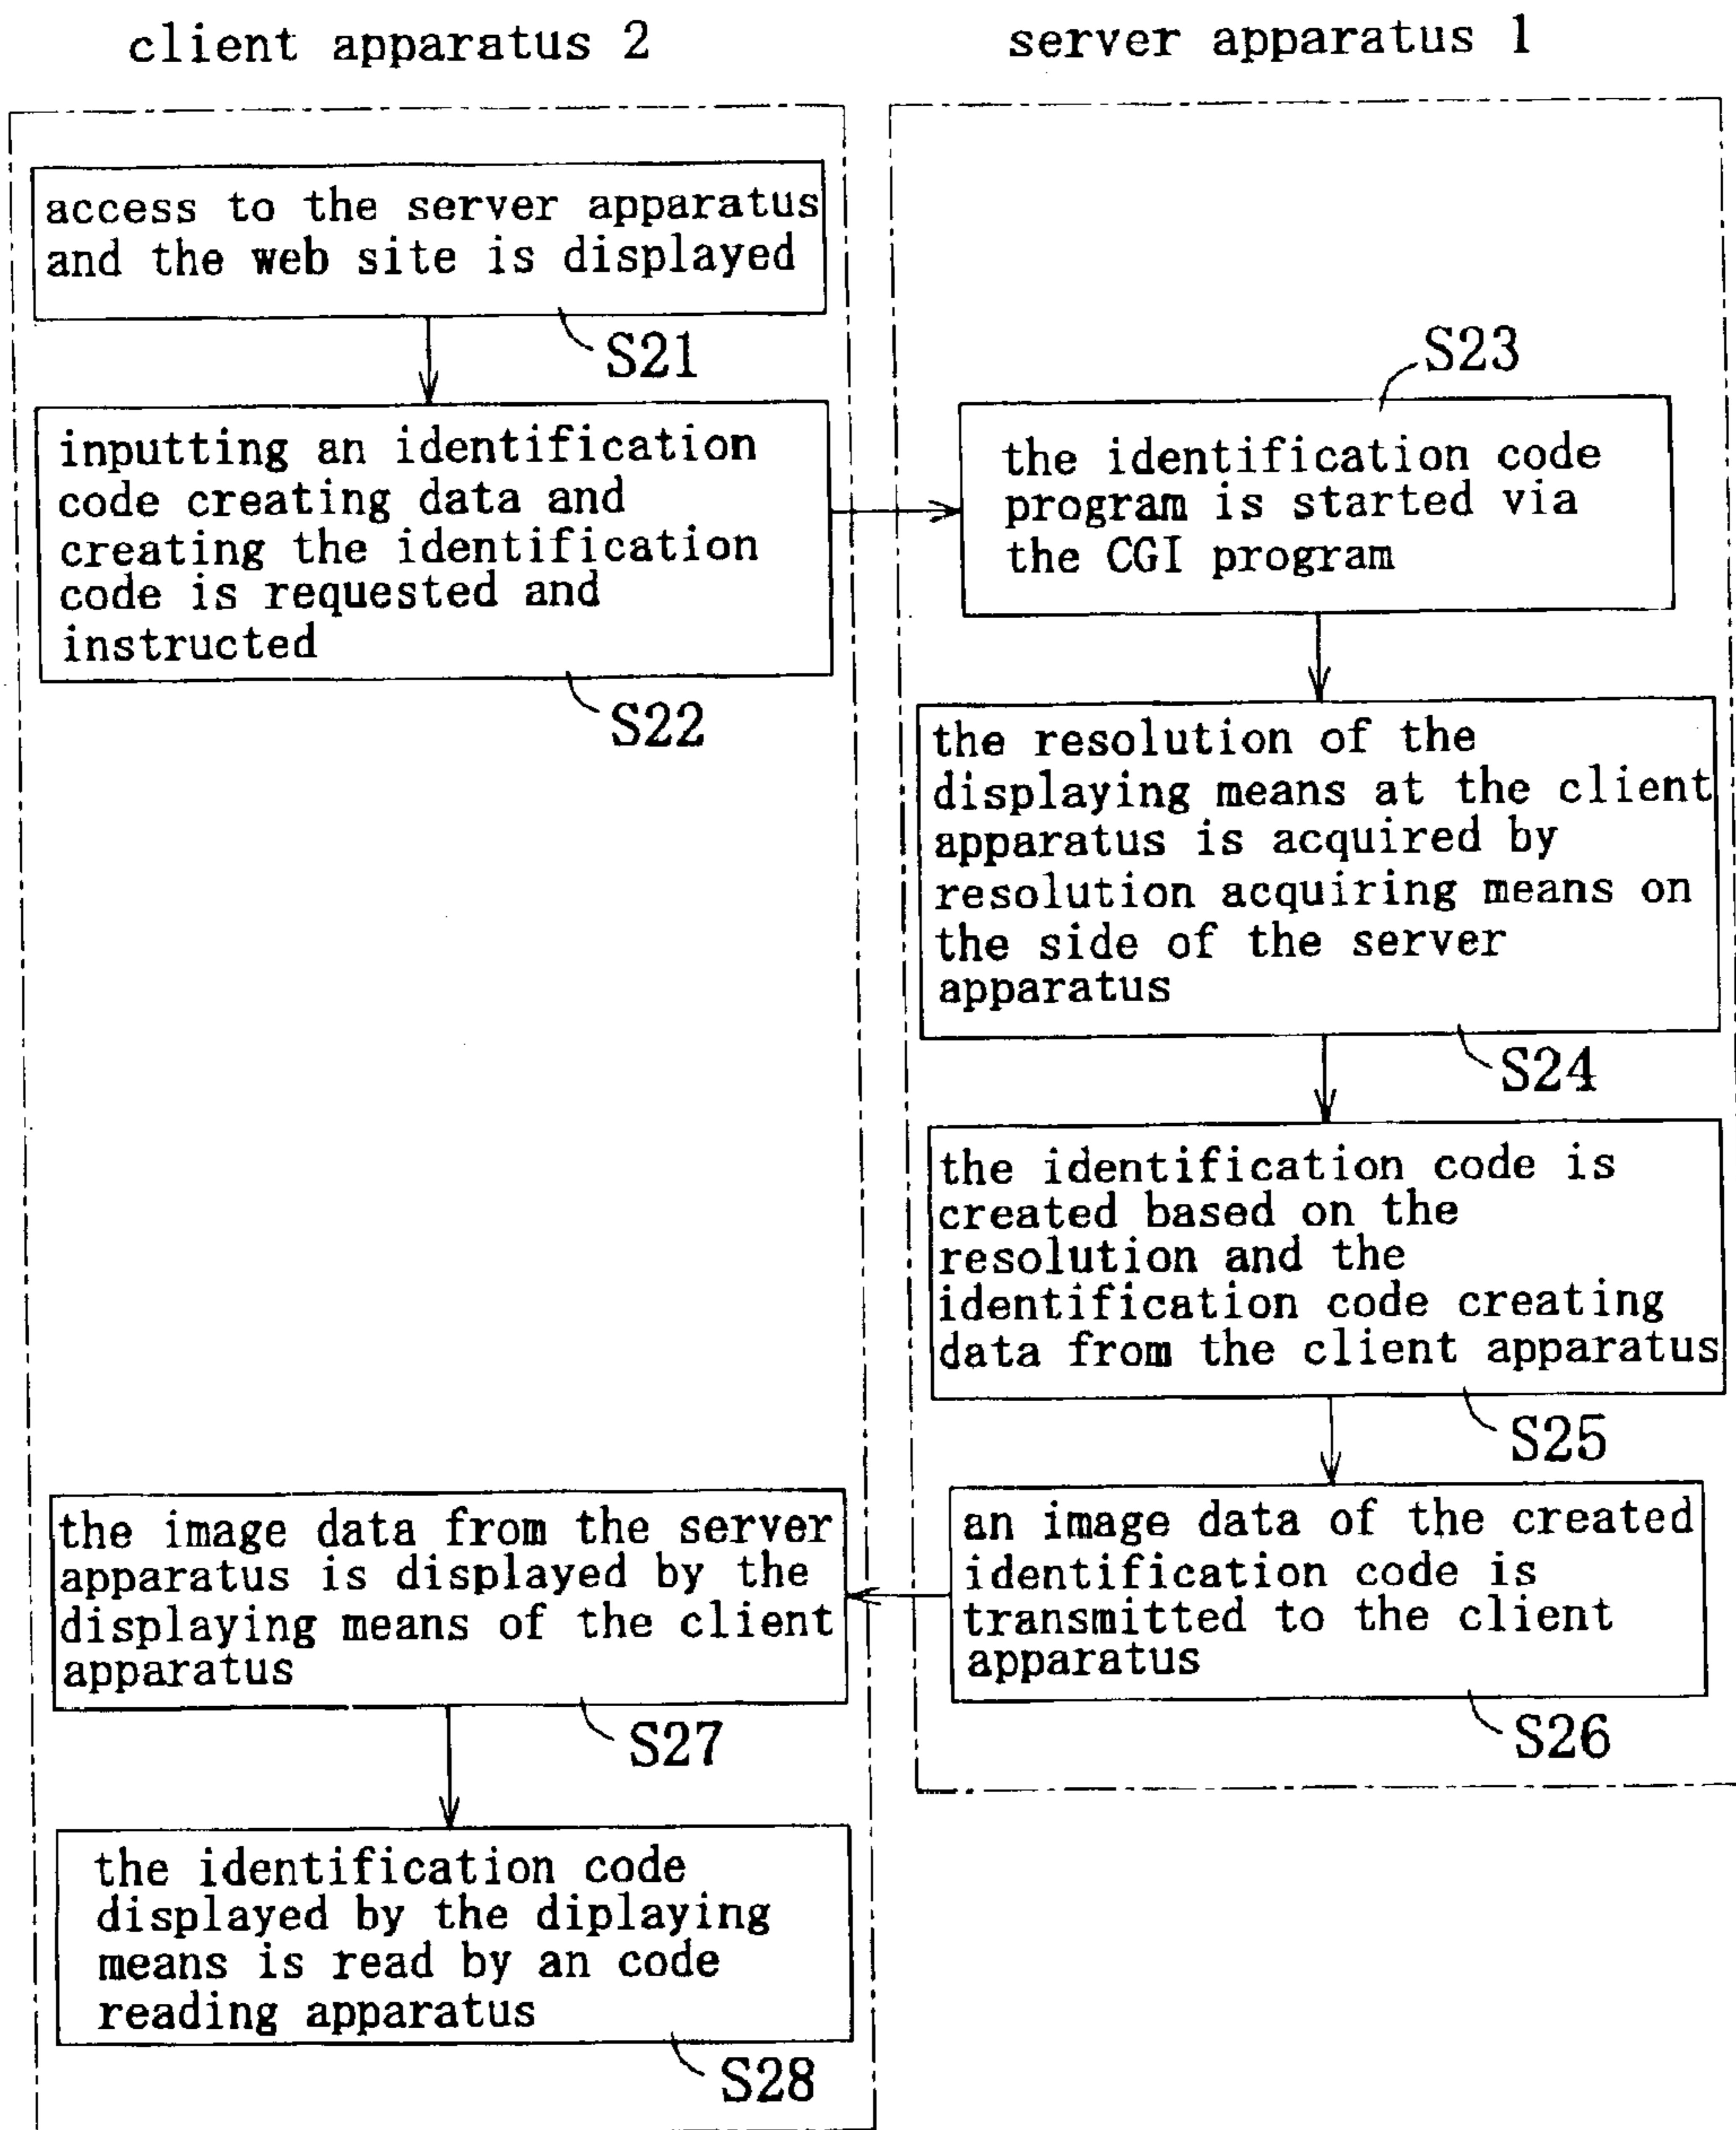 client apparatus 2
server apparatus 1
access to the server apparatus
and the web site is displayed
S21
inputting an identification
code creating data and
creating the identification
code is requested and
instructed
S22
S23
the identification code
program is started via
the CGI program
the resolution of the
displaying means at the client
apparatus is acquired by
resolution acquiring means on
the side of the server
apparatus
S24
the identification code is
created based on the
resolution and the
identification code creating
data from the client apparatus
S25
an image data of the created
identification code is
transmitted to the client
apparatus
S26
the image data from the server
apparatus is displayed by the
displaying means of the client
apparatus
S27
the identification code
displayed by the diplaying
means is read by an code
reading apparatus
S28